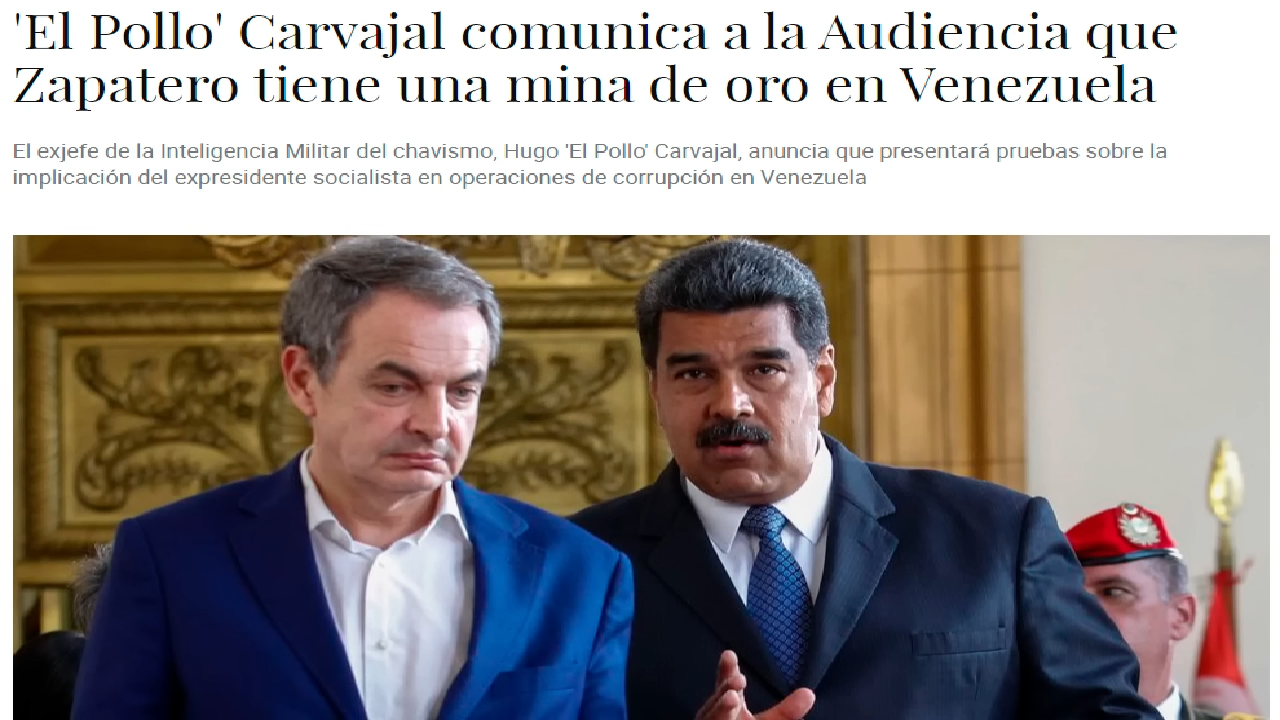 'El Pollo' Carvajal comunica a la Audiencia que
Zapatero tiene una mina de oro en Venezuela
El exjefe de la Inteligencia Militar del chavismo, Hugo 'El Pollo' Carvajal, anuncia que presentará pruebas sobre la
implicación del expresidente socialista en operaciones de corrupción en Venezuela